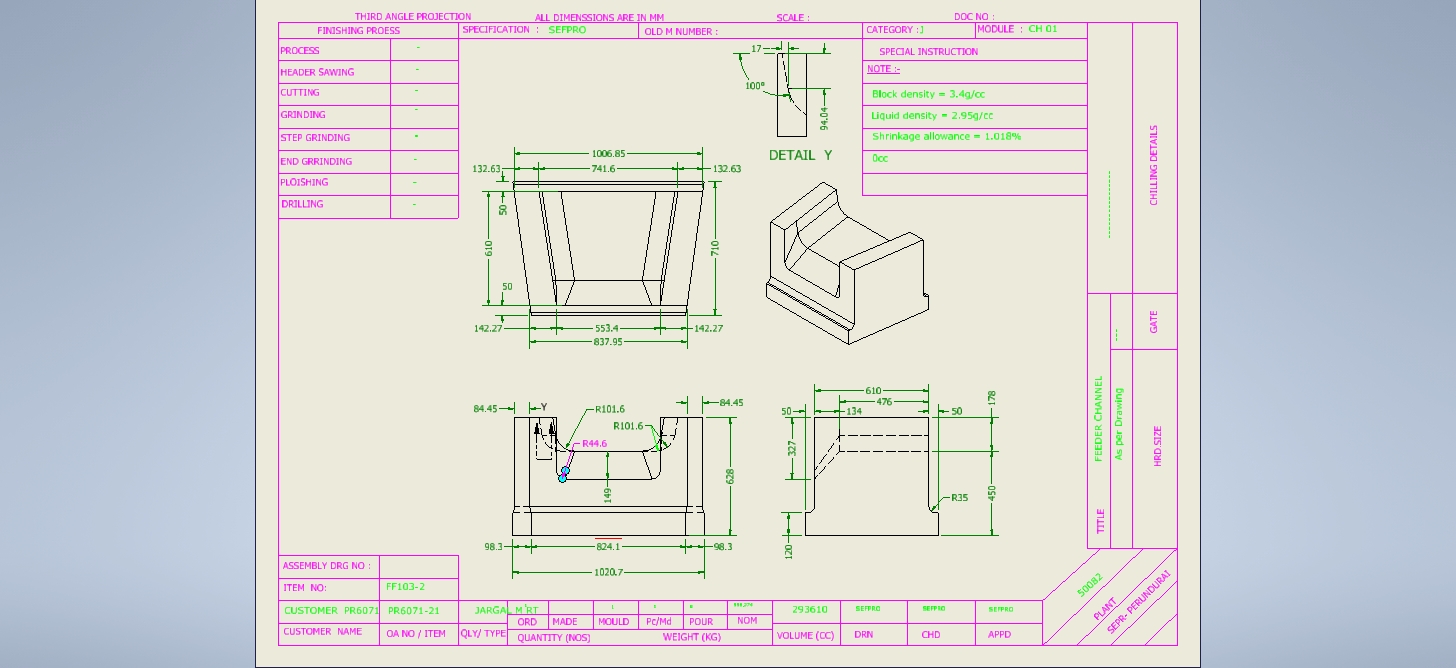 THIRD ANGLE PROJECTION
ALL DIMENSSIONS ARE IN MM
SCALE :
DOC NO :
FINISHING PROESS
SPECIFICATION : SEFPRO
OLD M NUMBER :
CATEGORY :J
MODULE : CH 01
PROCESS -
HEADER SAWING -
CUTTING -
GRINDING -
STEP GRINDING -
END GRRINDING -
PLOISHING -
DRILLING -
SPECIAL INSTRUCTION
NOTE :-
Block density = 3.4g/cc
Liquid density = 2.95g/cc
Shrinkage allowance = 1.018%
0cc
17
100°
94.04
DETAIL Y
1006.85
132.63
741.6
132.63
50
610
710
50
142.27
553.4
142.27
837.95
84.45
Y
R101.6
R101.6
84.45
R44.6
149
628
98.3
824.1
98.3
1020.7
610
476
50
134
50
178
327
450
R35
120
CHILLING DETAILS
GATE
HRD SIZE
FEEDER CHANNEL
As per Drawing
TITLE
50082
PLANT
SEPR- PERUNDURAI
ASSEMBLY DRG NO :
ITEM NO: FF103-2
CUSTOMER PR6071
PR6071-21
JARGAL M RT
293610
SEFPRO
SEFPRO
SEFPRO
CUSTOMER NAME
OA NO / ITEM
QLY/ TYPE
ORD
MADE
MOULD
Pc/Md
POUR
NOM
QUANTITY (NOS)
WEIGHT (KG)
VOLUME (CC)
DRN
CHD
APPD